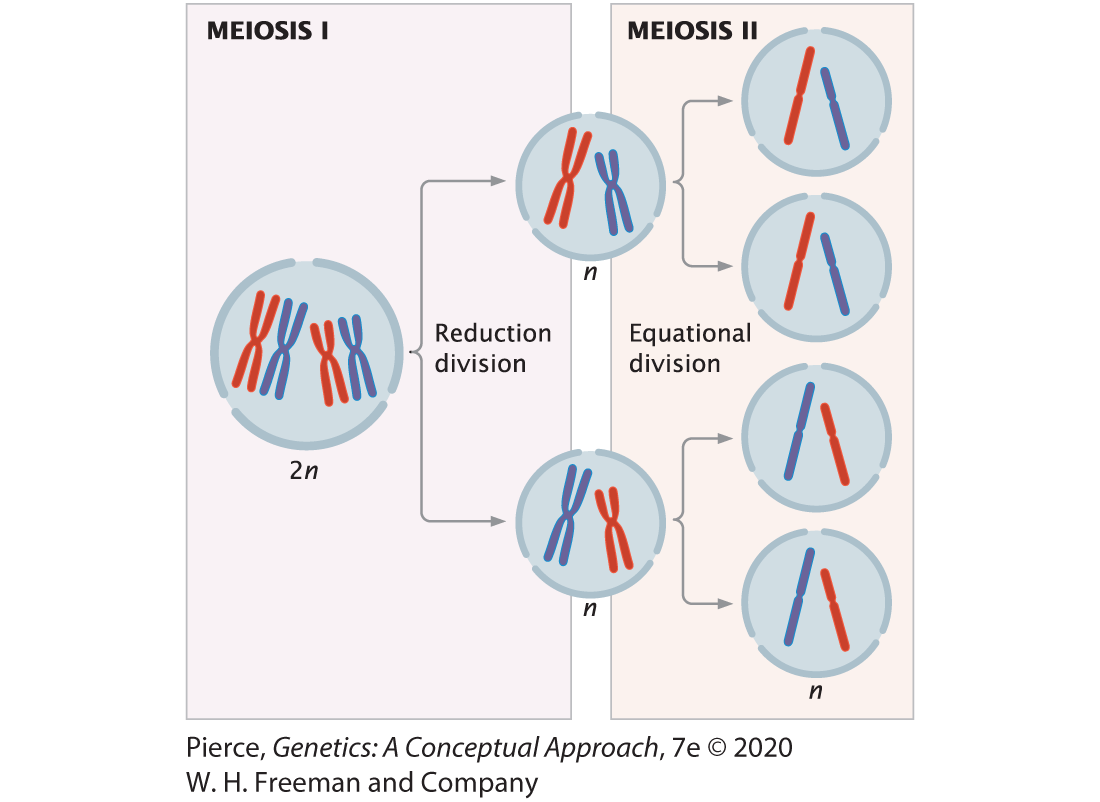 MEIOSIS I
MEIOSIS II
n
Reduction
division
Equational
division
2n
n
n
Pierce, Genetics: A Conceptual Approach, 7e © 2020
W. H. Freeman and Company